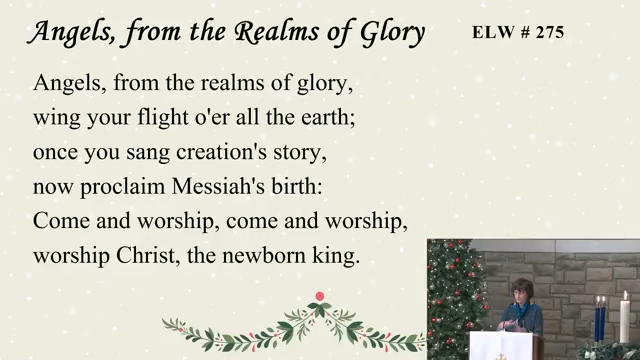 Angels, from the Realms of Glory ELW # 275
Angels, from the realms of glory,
wing your flight o'er all the earth;
once you sang creation's story,
now proclaim Messiah's birth:
Come and worship, come and worship,
worship Christ, the newborn king.